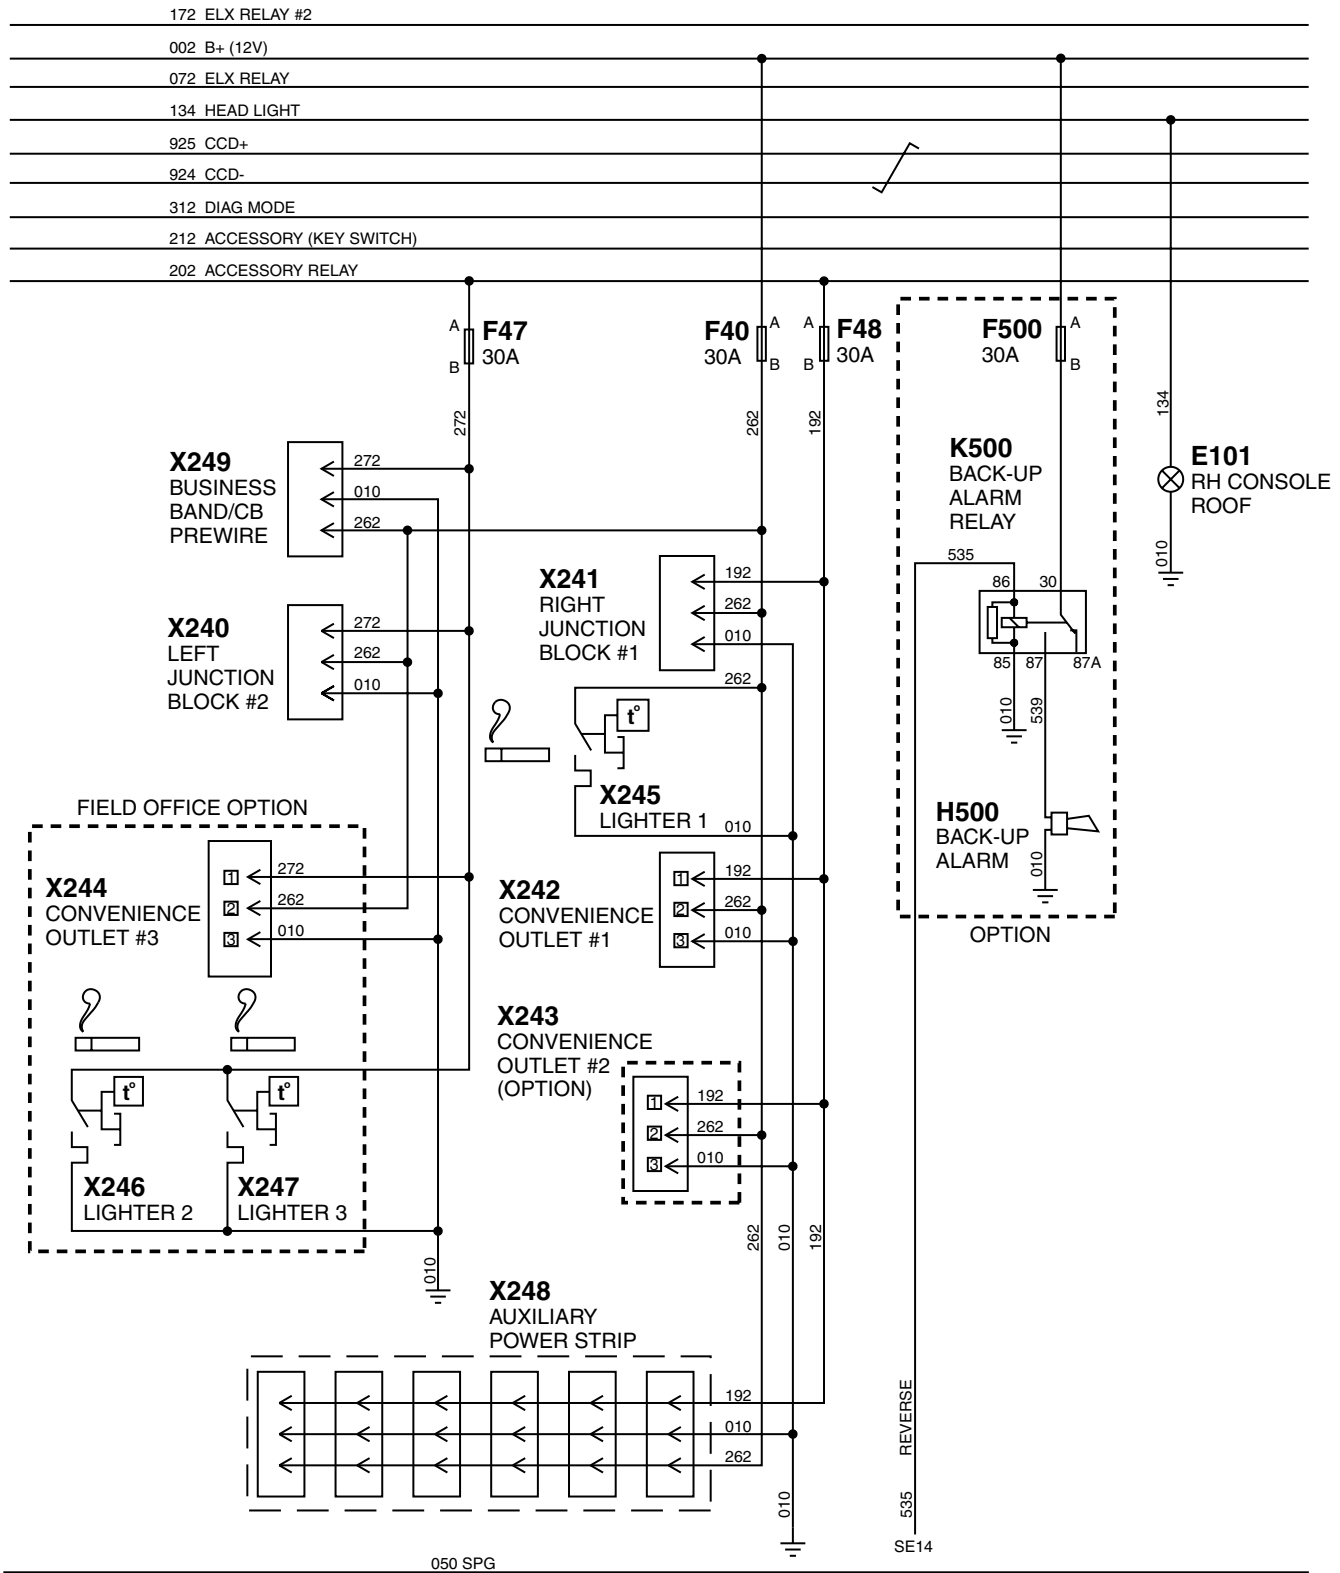 172 ELX RELAY #2
002 B+ (12V)
072 ELX RELAY
134 HEAD LIGHT
925 CCD+
924 CCD-
312 DIAG MODE
212 ACCESSORY (KEY SWITCH)
202 ACCESSORY RELAY
A
F47
30A
B
272
F40
30A
A
B
262
A
B
F48
30A
192
F500
30A
A
B
134
E101
RH CONSOLE
ROOF
010
X249
BUSINESS
BAND/CB
PREWIRE
272
010
262
K500
BACK-UP
ALARM
RELAY
535
86
30
85
87
87A
010
539
X241
RIGHT
JUNCTION
BLOCK #1
192
262
010
X240
LEFT
JUNCTION
BLOCK #2
272
262
010
262
t°
X245
LIGHTER 1
010
H500
BACK-UP
ALARM
010
OPTION
FIELD OFFICE OPTION
X244
CONVENIENCE
OUTLET #3
1
2
3
272
262
010
X242
CONVENIENCE
OUTLET #1
1
2
3
192
262
010
X243
CONVENIENCE
OUTLET #2
(OPTION)
1
2
3
192
262
010
t°
t°
X246
LIGHTER 2
X247
LIGHTER 3
010
262
010
192
X248
AUXILIARY
POWER STRIP
192
010
262
010
REVERSE
535
SE14
050 SPG